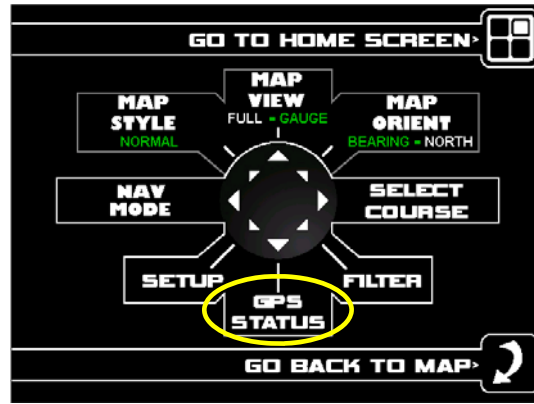 GO TO HOME SCREEN
MAP
VIEW
FULL - GAUGE
MAP
STYLE
NORMAL
MAP
ORIENT
BEARING - NORTH
NAV
MODE
SELECT
COURSE
SETUP
FILTER
GPS
STATUS
GO BACK TO MAP